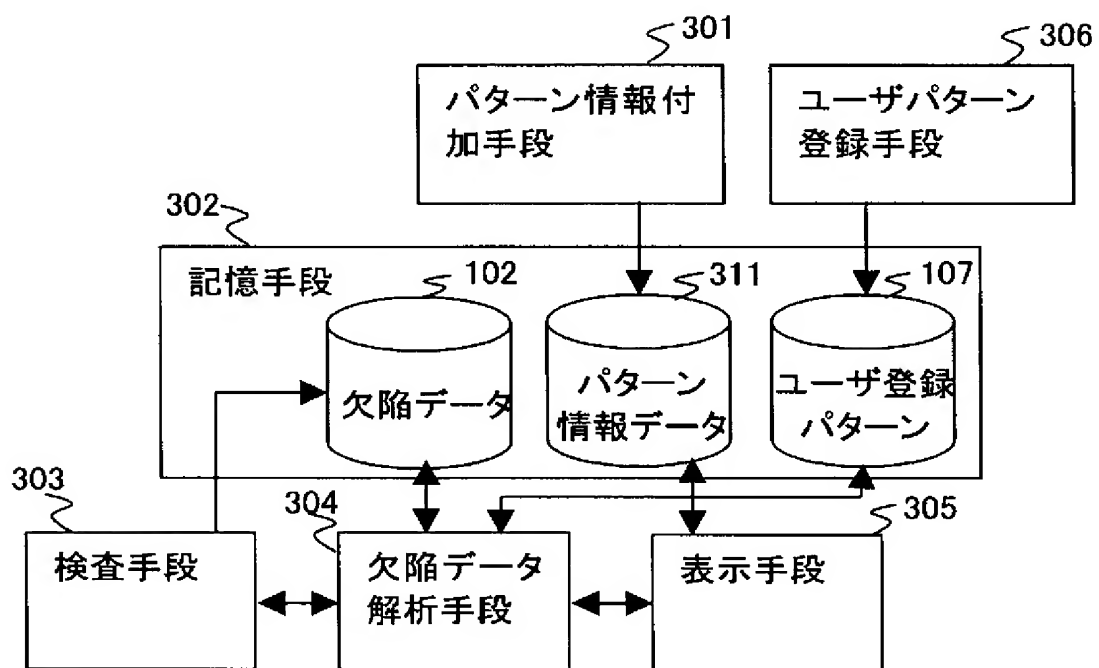 301
306
パターン情報付
加手段
ユーザパターン
登録手段
302
記憶手段
102
311
107
欠陥データ
パターン
情報データ
ユーザ登録
パターン
303
304
305
検査手段
欠陥データ
解析手段
表示手段